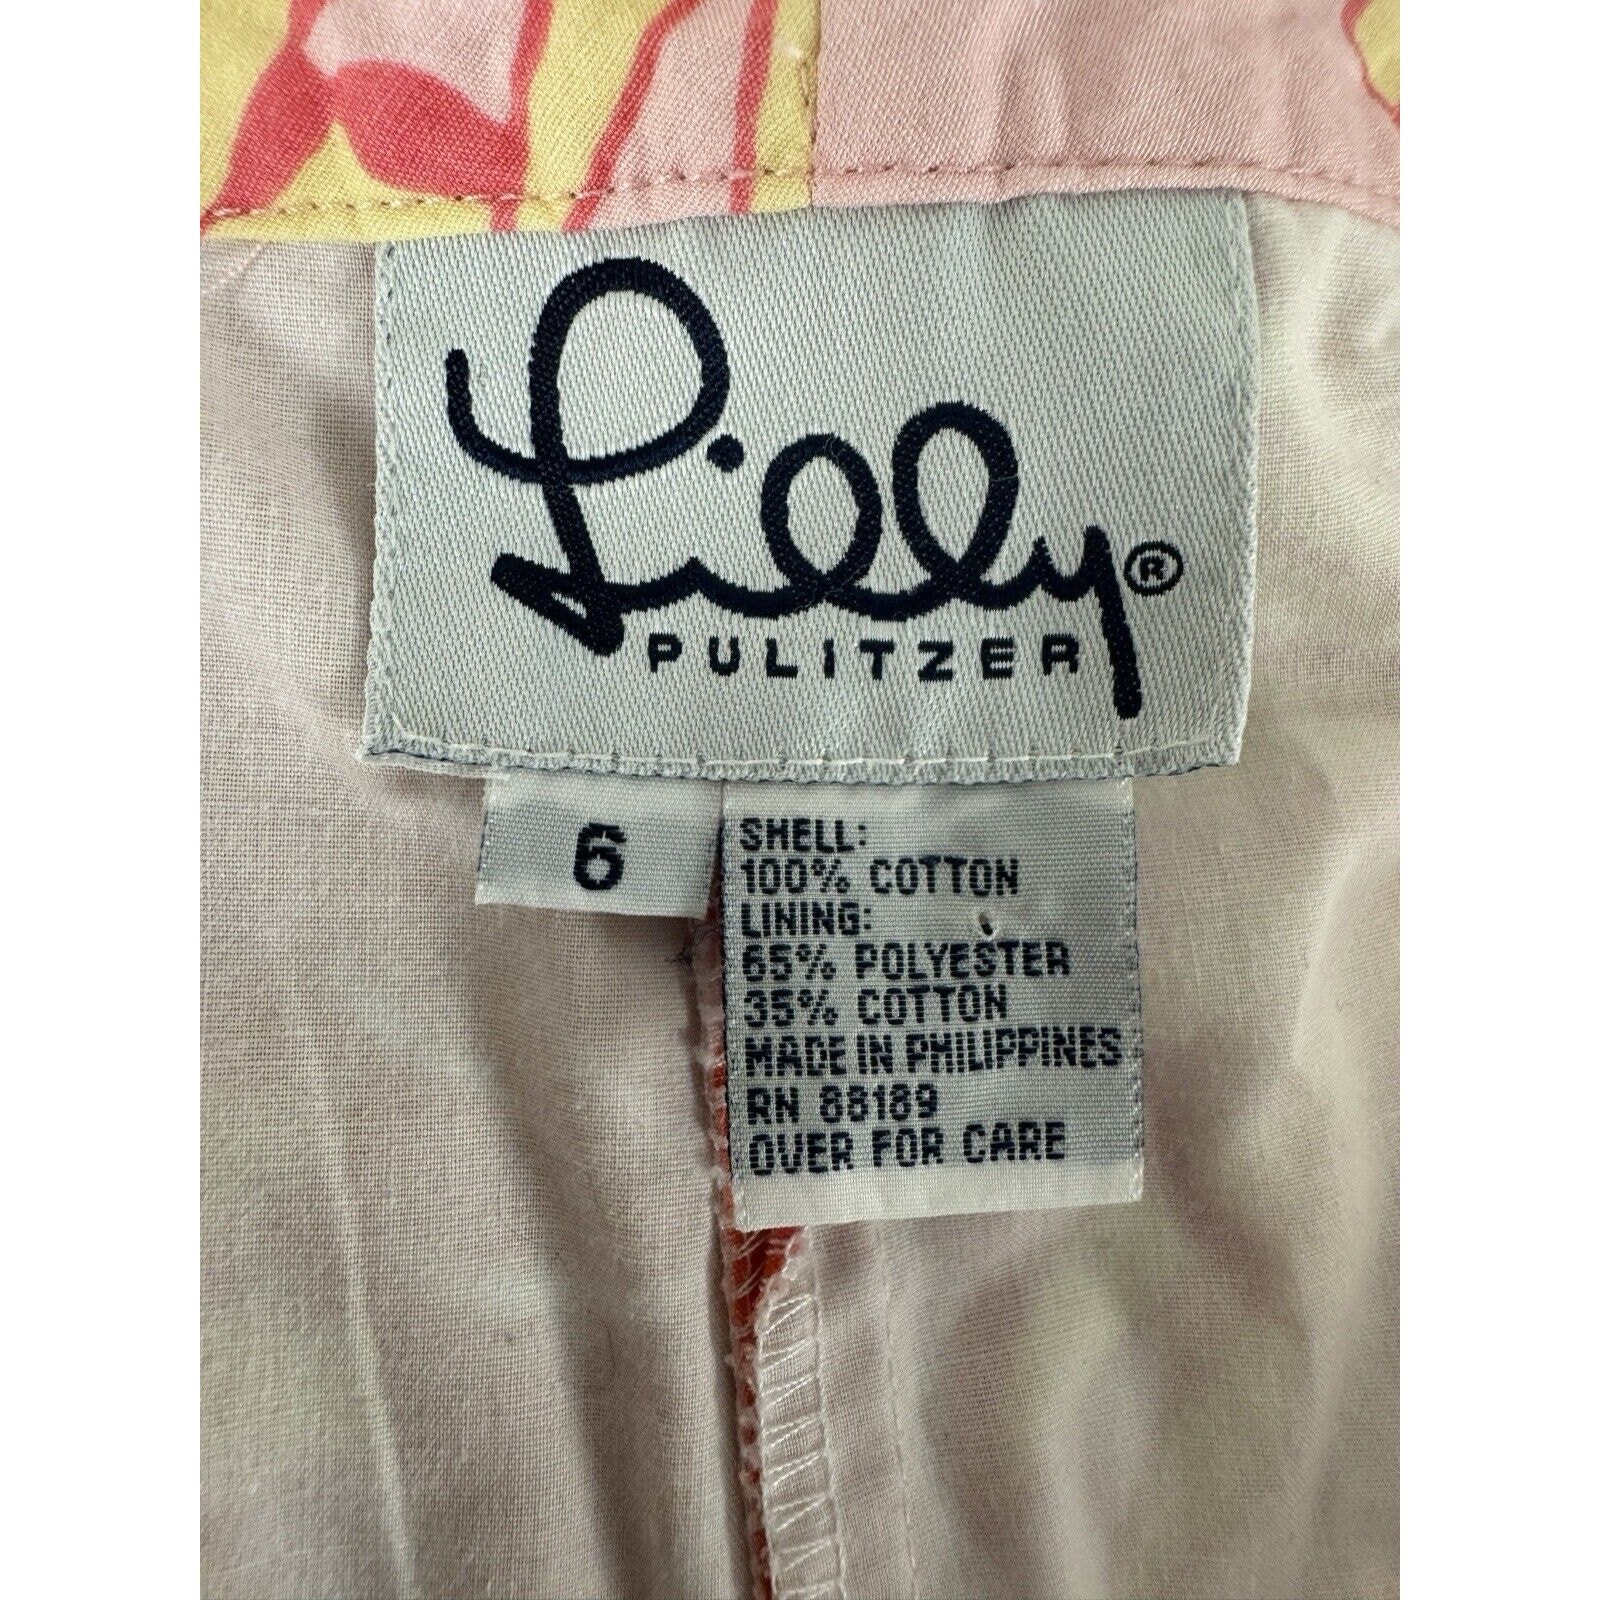 Lilly®
PULITZER
6
SHELL:
100% COTTON
LINING:
65% POLYESTER
35% COTTON
MADE IN PHILIPPINES
RN 88189
OVER FOR CARE